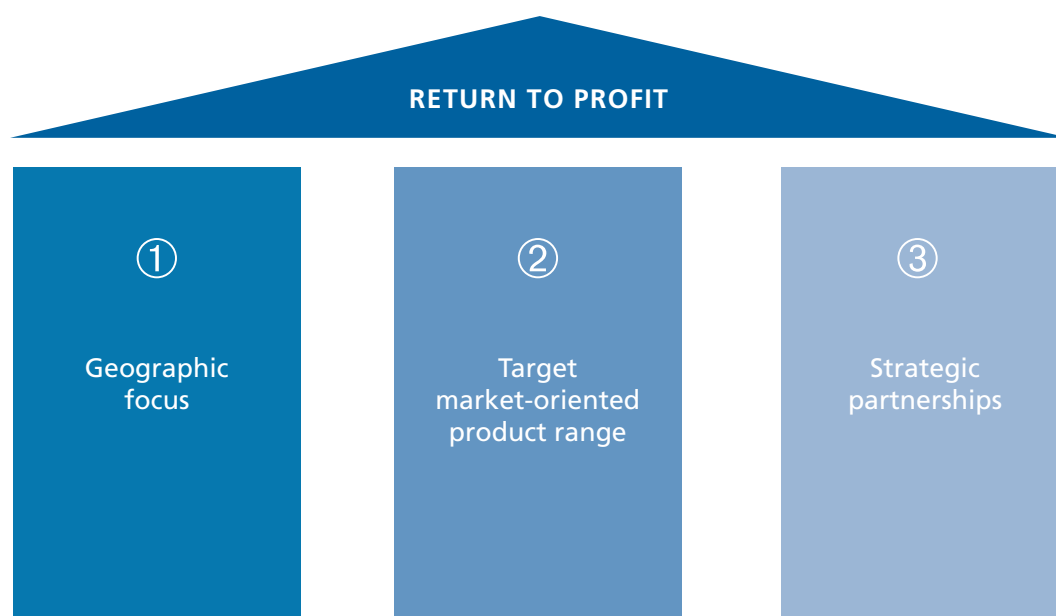 RETURN TO PROFIT
①
Geographic
focus
②
Target
market-oriented
product range
③
Strategic
partnerships